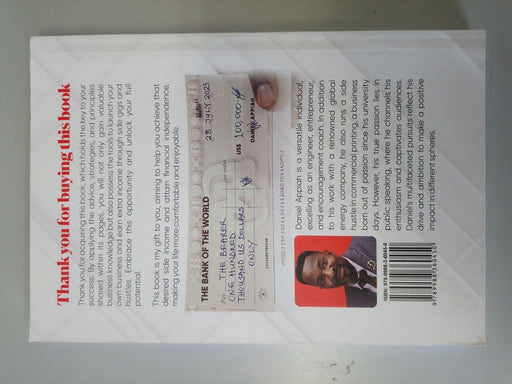 Thank you for buying this book
Thank you for acquiring this book, which holds the key to your
success. By applying the advice, strategies, and principles
shared within its pages, you will not only gain valuable
business knowledge but also possess the tools to launch your
own business and earn extra income through side gigs and
hustles. Embrace this opportunity and unlock your full
potential.
This book is my gift to you, aiming to help you achieve that
desired side income and attain financial independence,
making your life more comfortable and enjoyable.
THE BANK OF THE WORLD
28 JULY 2023
Pay THE BEARER
ONE HUNDRED
THOUSAND US DOLLARS
ONLY
US$ 100,000
DANIEL APPIAH
Daniel Appiah is a versatile individual,
excelling as an engineer, entrepreneur,
and encouragement coach. In addition
to his work with a renowned global
energy company, he also runs a side
hustle in commercial printing, a business
born out of passion since his university
days. However, his true passion lies in
public speaking, where he channels his
enthusiasm and captivates audiences.
Daniel's multifaceted pursuits reflect his
drive and ambition to make a positive
impact in different spheres.